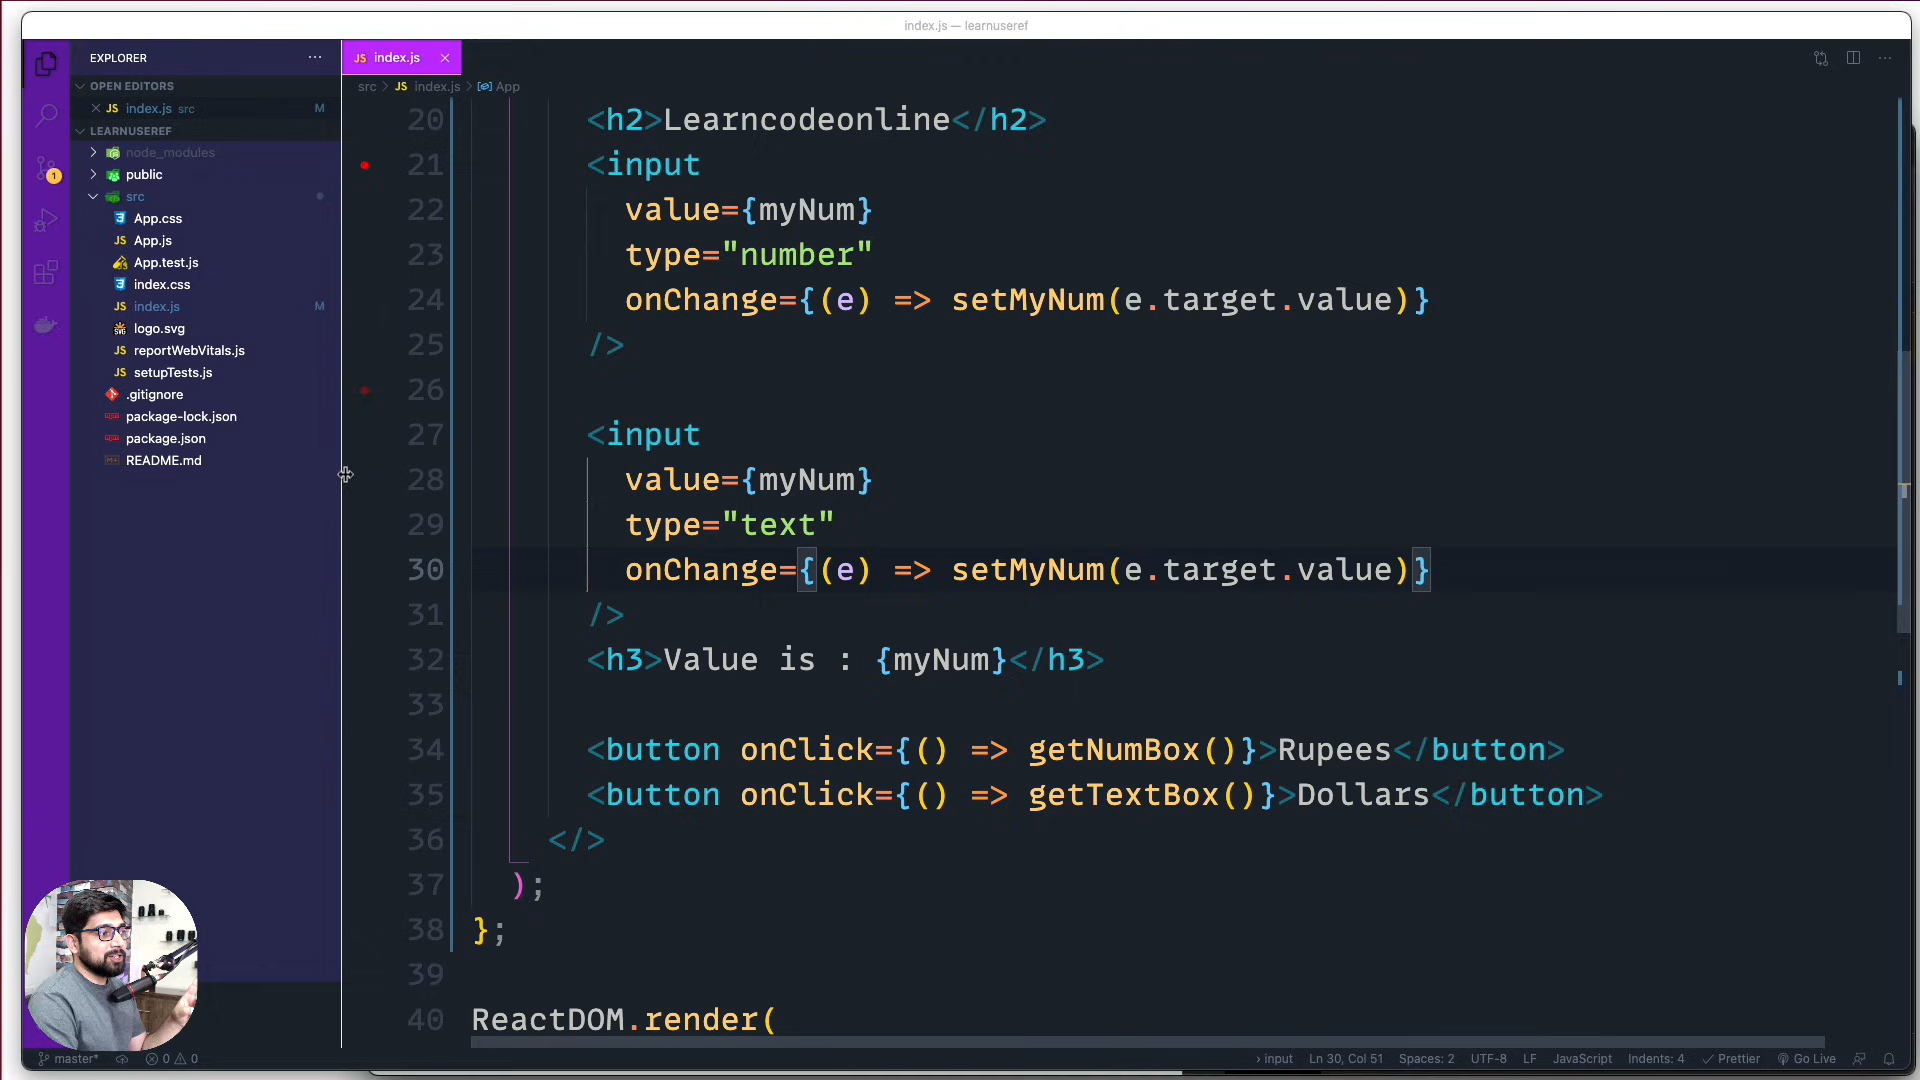 index.js — learnuseref
EXPLORER
OPEN EDITORS
JS index.js src M
LEARNUSEREF
node_modules
public
src
App.css
JS App.js
App.test.js
index.css
JS index.js M
logo.svg
JS reportWebVitals.js
JS setupTests.js
.gitignore
package-lock.json
package.json
README.md
1
JS index.js
src > JS index.js > App
20 <h2>Learncodeonline</h2>
21 <input
22 value={myNum}
23 type="number"
24 onChange={(e) => setMyNum(e.target.value)}
25 />
26
27 <input
28 value={myNum}
29 type="text"
30 onChange={(e) => setMyNum(e.target.value)}
31 />
32 <h3>Value is : {myNum}</h3>
33
34 <button onClick={() => getNumBox()}>Rupees</button>
35 <button onClick={() => getTextBox()}>Dollars</button>
36 </>
37 );
38 };
39
40 ReactDOM.render(
master* 0 0 › input Ln 30, Col 51 Spaces: 2 UTF-8 LF JavaScript Indents: 4 Prettier Go Live